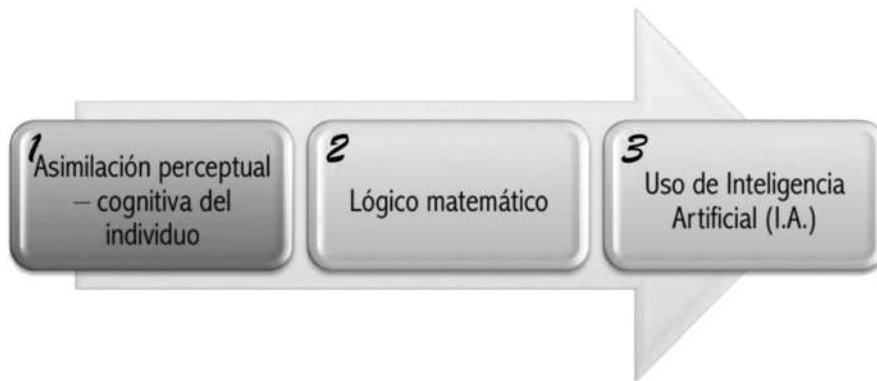 1
Asimilación perceptual
– cognitiva del
individuo
2
Lógico matemático
3
Uso de Inteligencia
Artificial (I.A.)